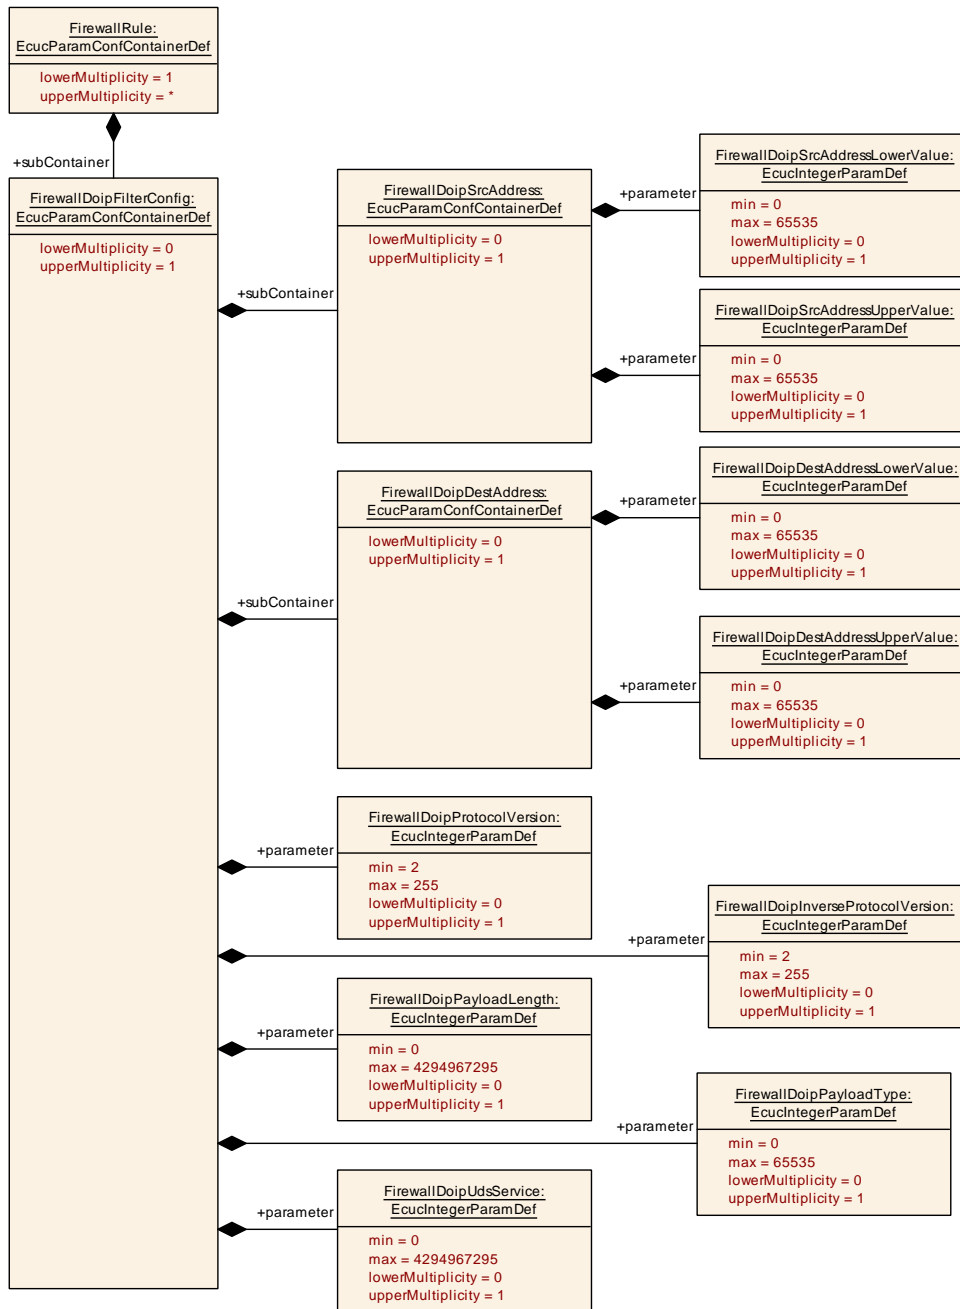 FirewallRule:
EcucParamConfContainerDef
lowerMultiplicity = 1
upperMultiplicity = *
+subContainer
FirewallDoipFilterConfig:
EcucParamConfContainerDef
lowerMultiplicity = 0
upperMultiplicity = 1
+subContainer
FirewallDoipSrcAddress:
EcucParamConfContainerDef
lowerMultiplicity = 0
upperMultiplicity = 1
+parameter
FirewallDoipSrcAddressLowerValue:
EcucIntegerParamDef
min = 0
max = 65535
lowerMultiplicity = 0
upperMultiplicity = 1
+parameter
FirewallDoipSrcAddressUpperValue:
EcucIntegerParamDef
min = 0
max = 65535
lowerMultiplicity = 0
upperMultiplicity = 1
+subContainer
FirewallDoipDestAddress:
EcucParamConfContainerDef
lowerMultiplicity = 0
upperMultiplicity = 1
+parameter
FirewallDoipDestAddressLowerValue:
EcucIntegerParamDef
min = 0
max = 65535
lowerMultiplicity = 0
upperMultiplicity = 1
+parameter
FirewallDoipDestAddressUpperValue:
EcucIntegerParamDef
min = 0
max = 65535
lowerMultiplicity = 0
upperMultiplicity = 1
+parameter
FirewallDoipProtocolVersion:
EcucIntegerParamDef
min = 2
max = 255
lowerMultiplicity = 0
upperMultiplicity = 1
+parameter
FirewallDoipInverseProtocolVersion:
EcucIntegerParamDef
min = 2
max = 255
lowerMultiplicity = 0
upperMultiplicity = 1
+parameter
FirewallDoipPayloadLength:
EcucIntegerParamDef
min = 0
max = 4294967295
lowerMultiplicity = 0
upperMultiplicity = 1
+parameter
FirewallDoipPayloadType:
EcucIntegerParamDef
min = 0
max = 65535
lowerMultiplicity = 0
upperMultiplicity = 1
+parameter
FirewallDoipUdsService:
EcucIntegerParamDef
min = 0
max = 4294967295
lowerMultiplicity = 0
upperMultiplicity = 1